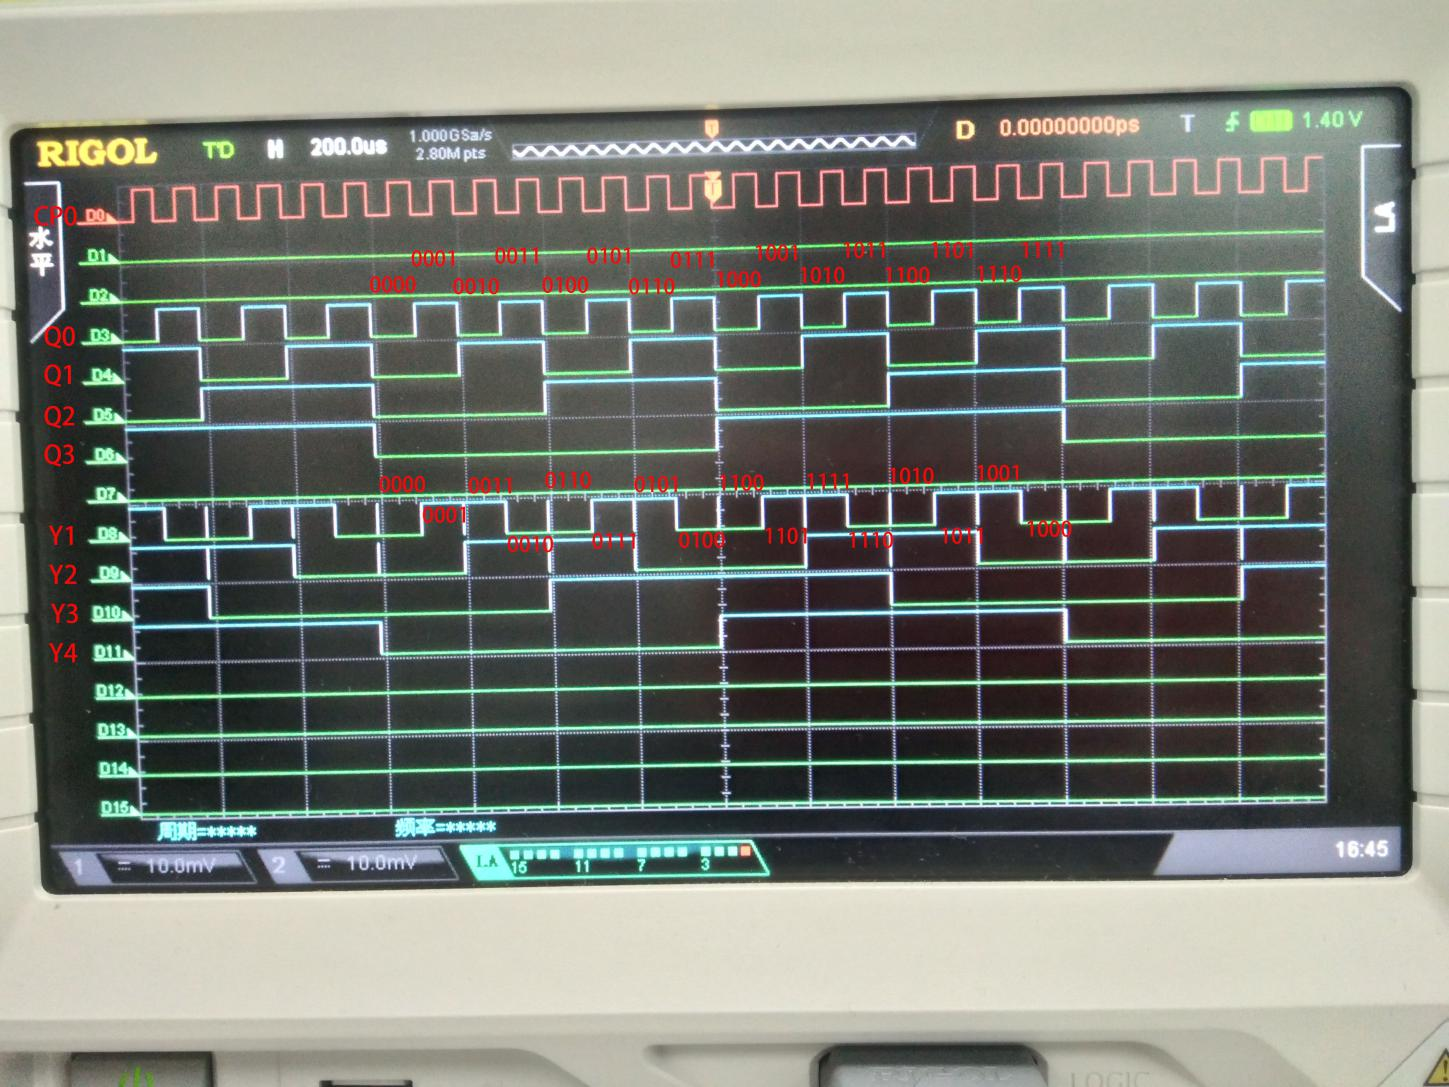 RIGOL T'D H 200.0us 1.000GSa/s 2.80M pts D 0.00000000ps T 1.40 V
T
CP0 D0
水平
LA
D1
0001 0011 0101 0111 1001 1011 1101 1111
D2
0000 0010 0100 0110 1000 1010 1100 1110
Q0 D3
Q1 D4
Q2 D5
Q3 D6
D7
0000 0011 0110 0101 1100 1111 1010 1001
Y1 D8
0001 0010 0111 0100 1101 1110 1011 1000
Y2 D9
Y3 D10
Y4 D11
D12
D13
D14
D15
周期=***** 频率=*****
1 10.0mV 2 10.0mV LA 15 11 7 3
16:45
LOGIC